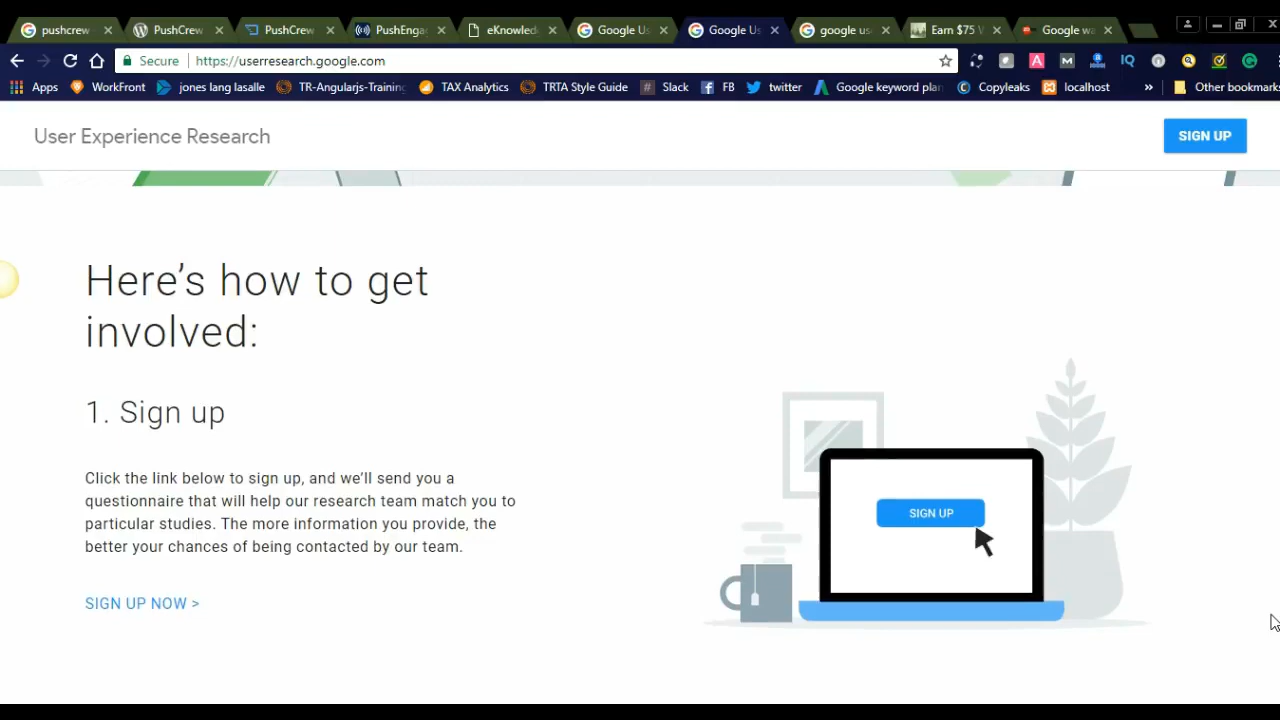 pushcrew
PushCrew
PushCrew
PushEnga
eKnowled
Google Us
Google Us
google us
Earn $75 V
Google wa
Secure
https://userresearch.google.com
Apps
WorkFront
jones lang lasalle
TR-Angularjs-Training
TAX Analytics
TRTA Style Guide
Slack
FB
twitter
Google keyword plan
Copyleaks
localhost
»
Other bookmarks
User Experience Research
SIGN UP
Here's how to get
involved:
1. Sign up
Click the link below to sign up, and we'll send you a
questionnaire that will help our research team match you to
particular studies. The more information you provide, the
better your chances of being contacted by our team.
SIGN UP NOW >
SIGN UP